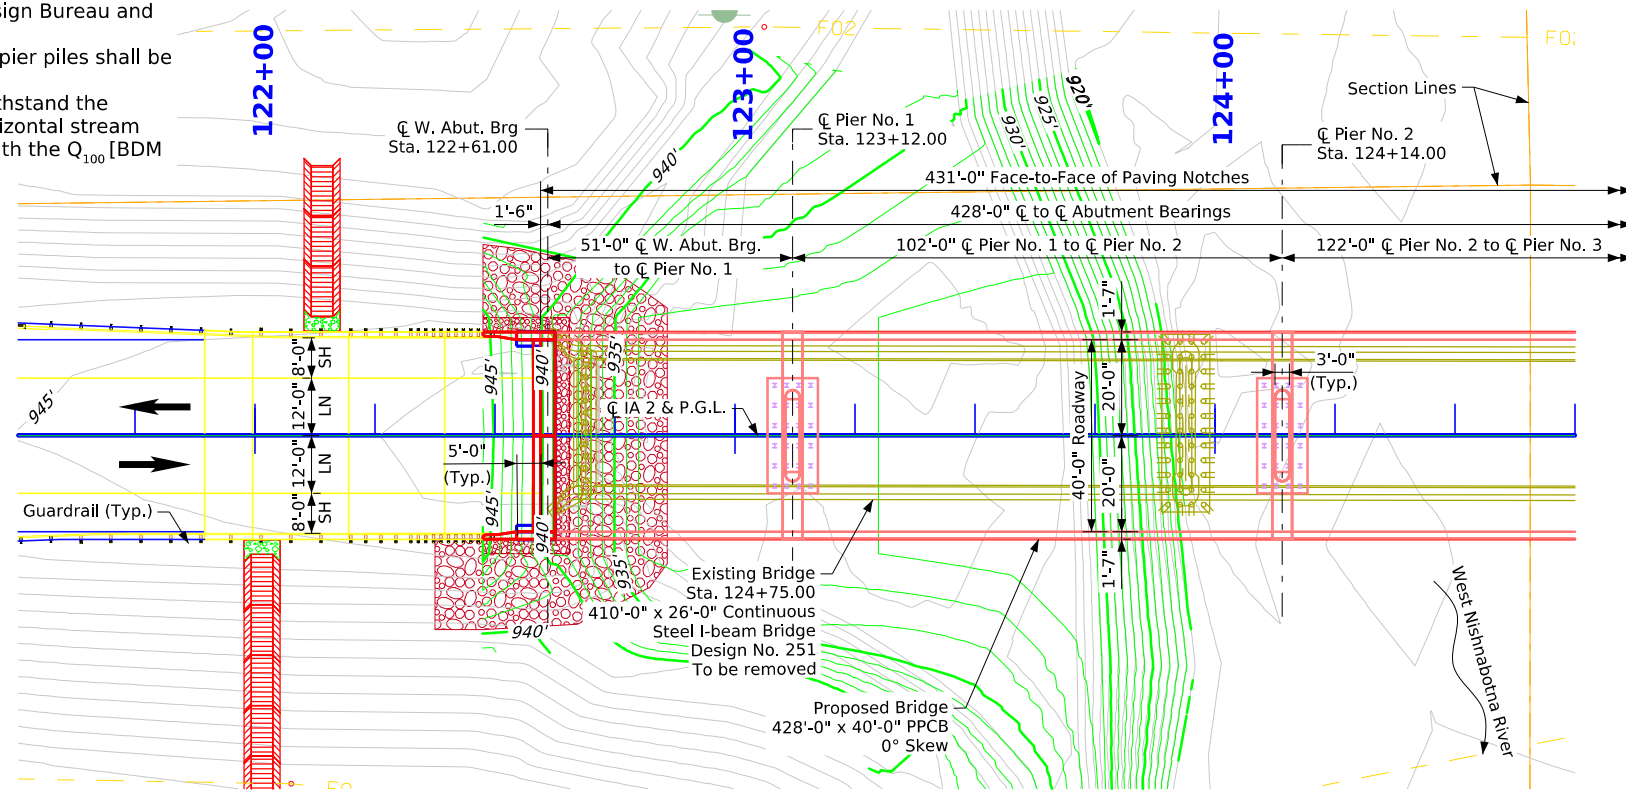 sign Bureau and
pier piles shall be
thstand the
rizontal stream
th the Q100 [BDM
122+00
123+00
124+00
F02
Section Lines
℄ W. Abut. Brg
Sta. 122+61.00
℄ Pier No. 1
Sta. 123+12.00
℄ Pier No. 2
Sta. 124+14.00
940'
930'
925'
920'
431'-0" Face-to-Face of Paving Notches
1'-6"
428'-0" ℄ to ℄ Abutment Bearings
51'-0" ℄ W. Abut. Brg.
to ℄ Pier No. 1
102'-0" ℄ Pier No. 1 to ℄ Pier No. 2
122'-0" ℄ Pier No. 2 to ℄ Pier No. 3
1'-7"
8'-0"
SH
12'-0"
LN
12'-0"
LN
8'-0"
SH
945'
945'
940'
935'
3'-0"
(Typ.)
20'-0"
40'-0" Roadway
20'-0"
1'-7"
℄ IA 2 & P.G.L.
5'-0"
(Typ.)
Guardrail (Typ.)
945'
940'
935'
940'
Existing Bridge
Sta. 124+75.00
410'-0" x 26'-0" Continuous
Steel I-beam Bridge
Design No. 251
To be removed
Proposed Bridge
428'-0" x 40'-0" PPCB
0° Skew
West Nishnabotna River